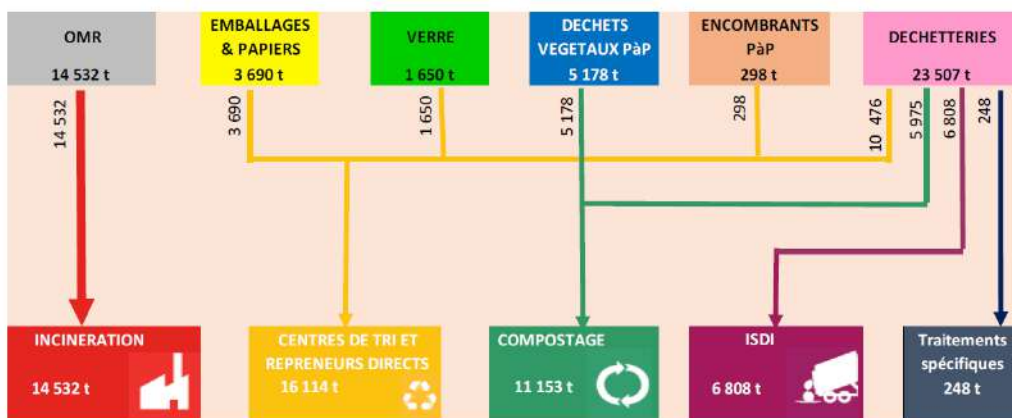 OMR
14 532 t
EMBALLAGES
& PAPIERS
3 690 t
VERRE
1 650 t
DECHETS
VEGETAUX PàP
5 178 t
ENCOMBRANTS
PàP
298 t
DECHETTERIES
23 507 t
14 532
3 690
1 650
5 178
298
10 476
5 975
6 808
248
INCINERATION
14 532 t
CENTRES DE TRI ET
REPRENEURS DIRECTS
16 114 t
COMPOSTAGE
11 153 t
ISDI
6 808 t
Traitements
spécifiques
248 t